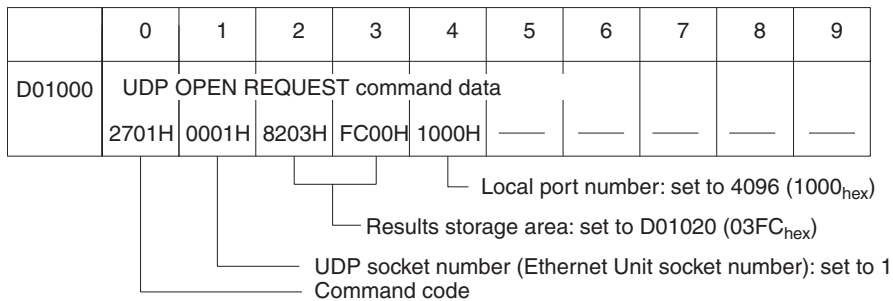 0 1 2 3 4 5 6 7 8 9
D01000 UDP OPEN REQUEST command data
2701H 0001H 8203H FC00H 1000H — — — — —
Local port number: set to 4096 (1000hex)
Results storage area: set to D01020 (03FChex)
UDP socket number (Ethernet Unit socket number): set to 1
Command code